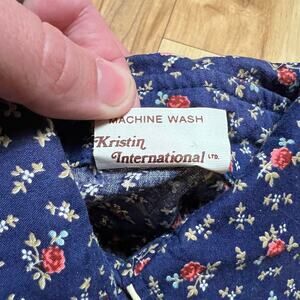 MACHINE WASH
Kristin
International LTD.